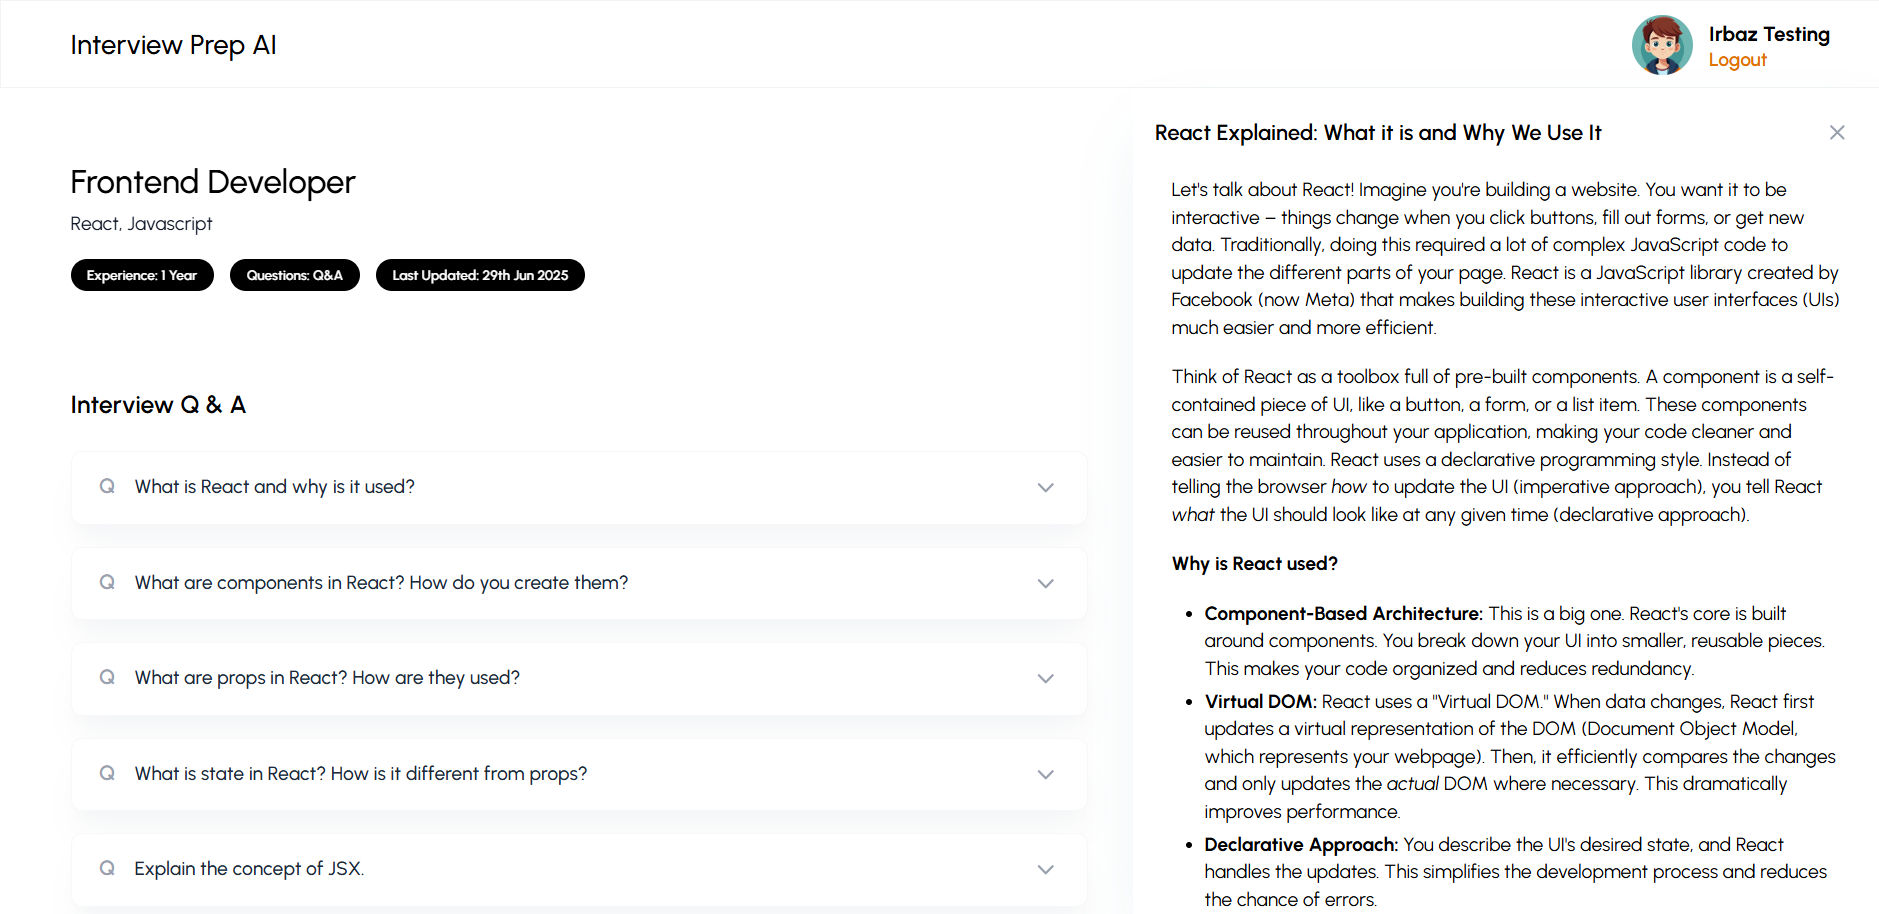 Interview Prep AI
Irbaz Testing
Logout
Frontend Developer
React, Javascript
Experience: 1 Year
Questions: Q&A
Last Updated: 29th Jun 2025
Interview Q & A
Q What is React and why is it used?
Q What are components in React? How do you create them?
Q What are props in React? How are they used?
Q What is state in React? How is it different from props?
Q Explain the concept of JSX.
React Explained: What it is and Why We Use It
Let's talk about React! Imagine you're building a website. You want it to be
interactive – things change when you click buttons, fill out forms, or get new
data. Traditionally, doing this required a lot of complex JavaScript code to
update the different parts of your page. React is a JavaScript library created by
Facebook (now Meta) that makes building these interactive user interfaces (UIs)
much easier and more efficient.
Think of React as a toolbox full of pre-built components. A component is a self-
contained piece of UI, like a button, a form, or a list item. These components
can be reused throughout your application, making your code cleaner and
easier to maintain. React uses a declarative programming style. Instead of
telling the browser how to update the UI (imperative approach), you tell React
what the UI should look like at any given time (declarative approach).
Why is React used?
• Component-Based Architecture: This is a big one. React's core is built
around components. You break down your UI into smaller, reusable pieces.
This makes your code organized and reduces redundancy.
• Virtual DOM: React uses a "Virtual DOM." When data changes, React first
updates a virtual representation of the DOM (Document Object Model,
which represents your webpage). Then, it efficiently compares the changes
and only updates the actual DOM where necessary. This dramatically
improves performance.
• Declarative Approach: You describe the UI's desired state, and React
handles the updates. This simplifies the development process and reduces
the chance of errors.